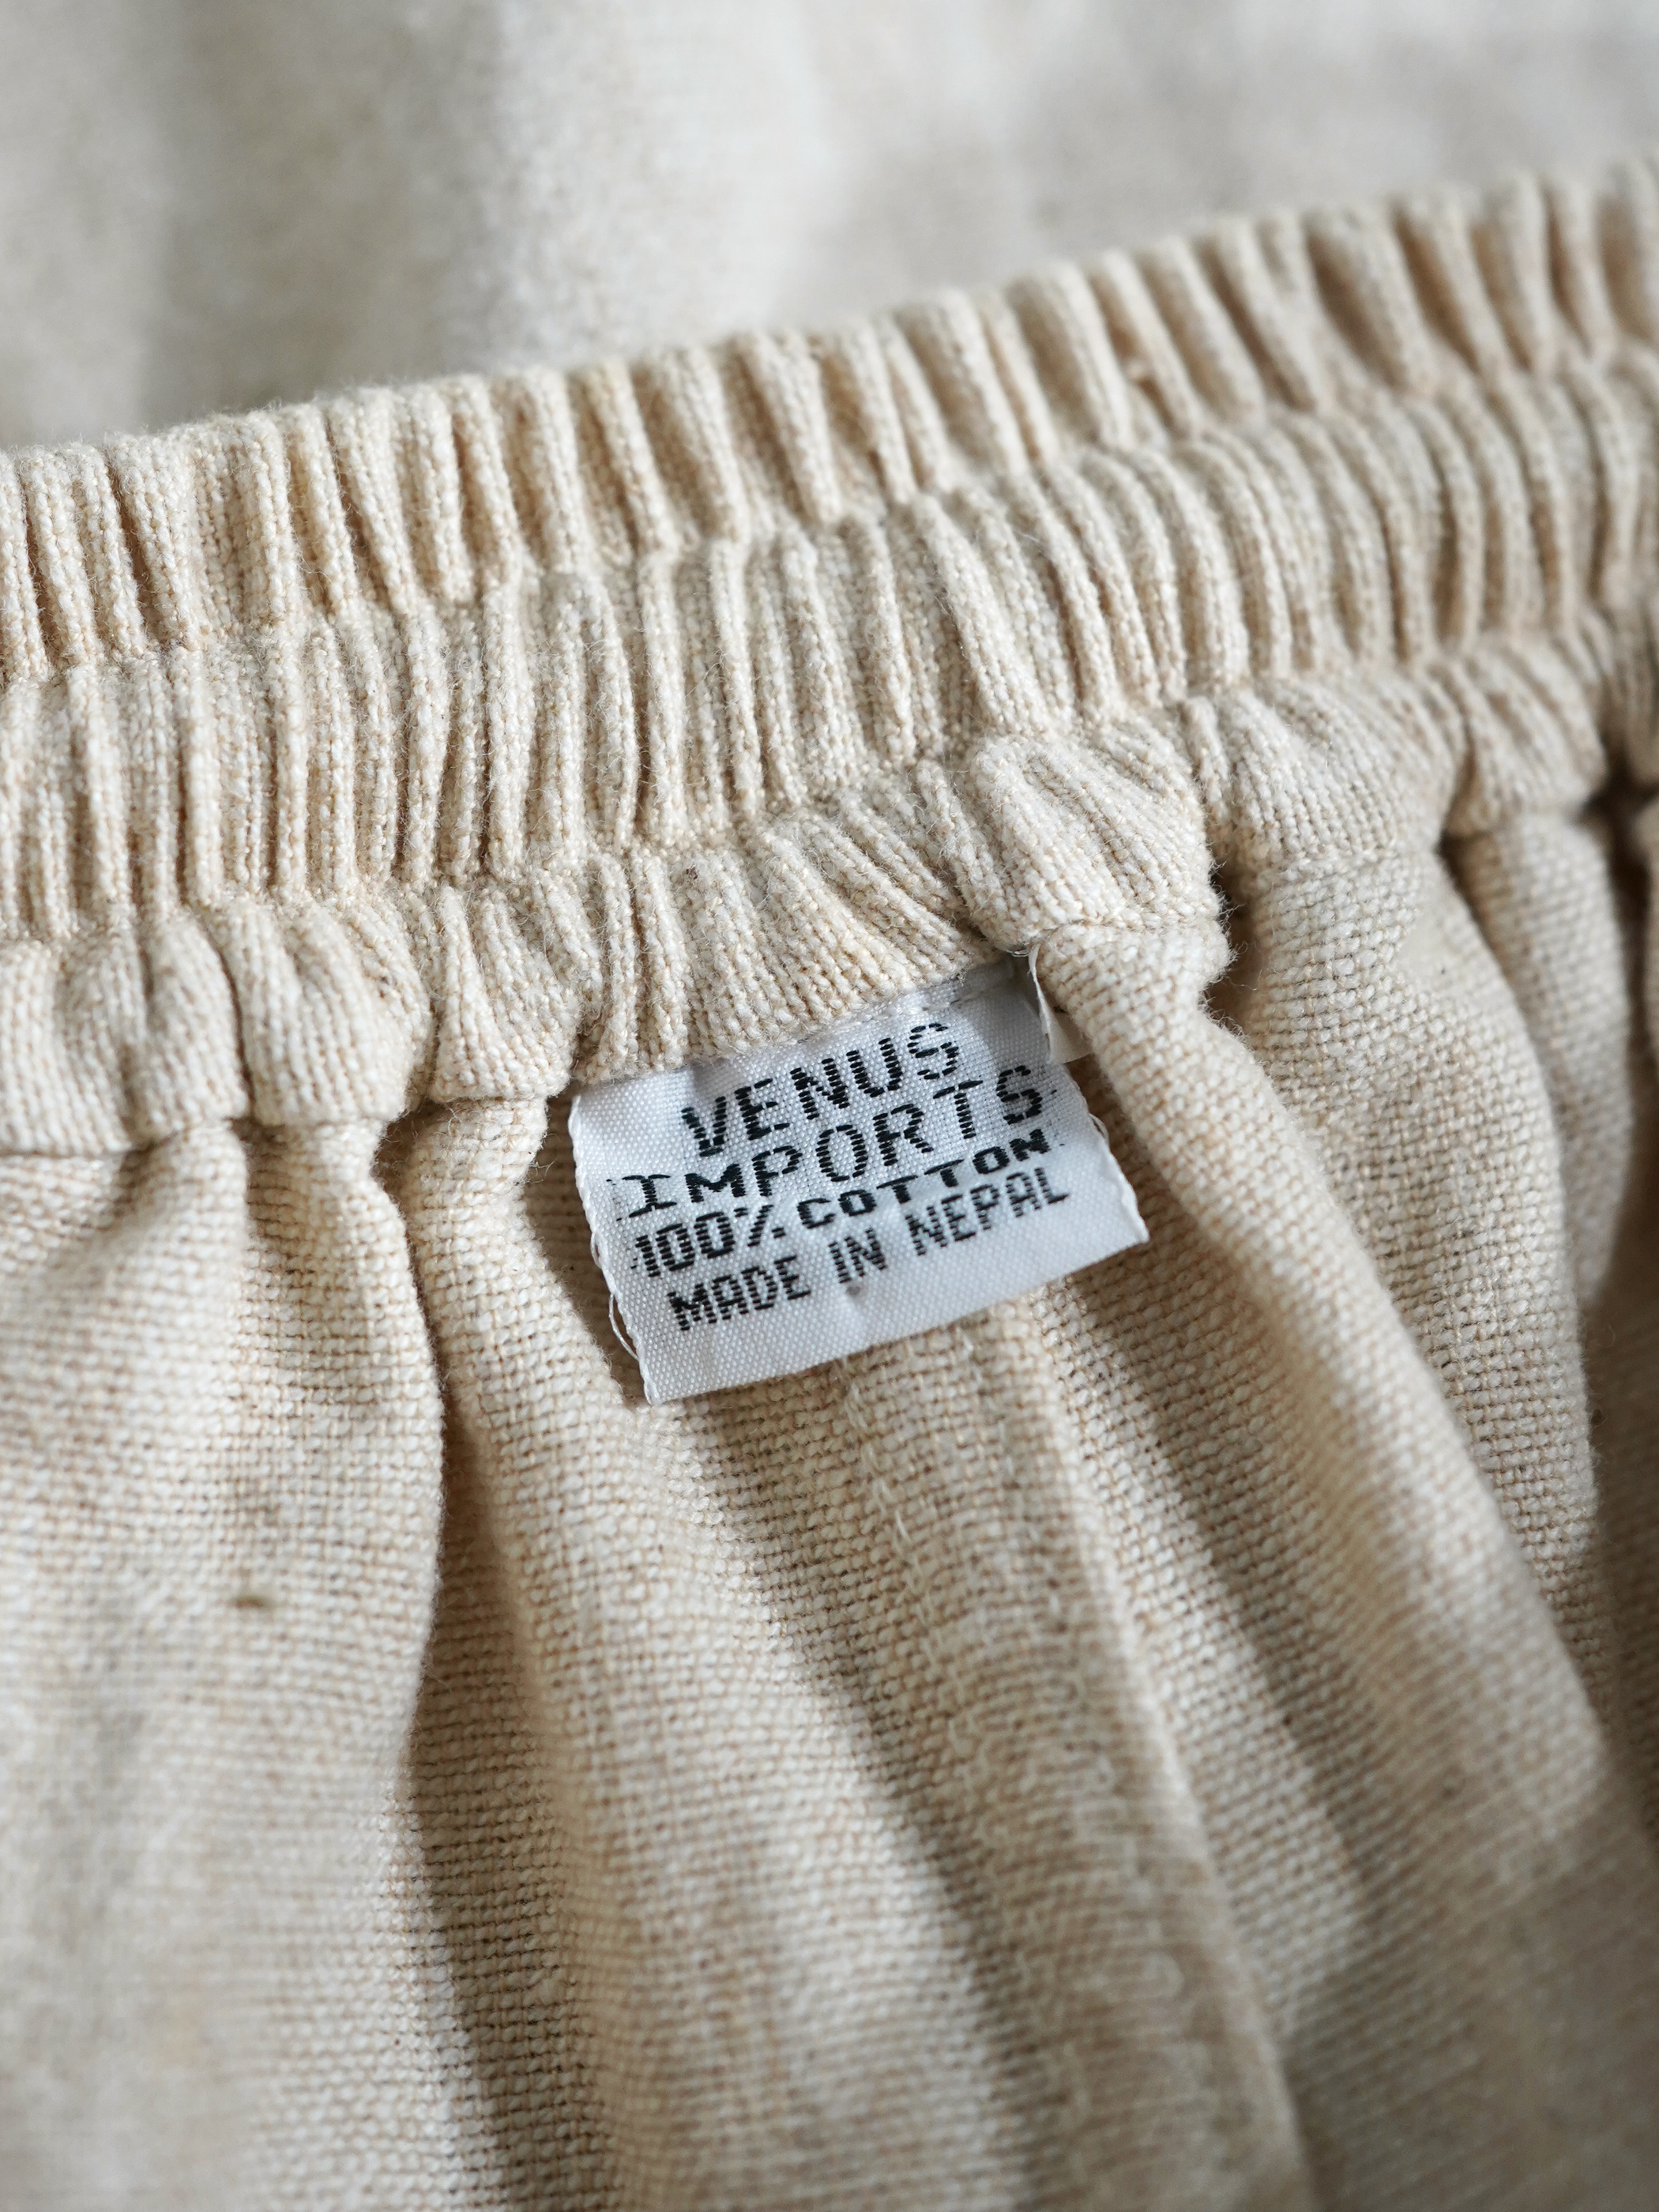 VENUS
IMPORTS
100% COTTON
MADE IN NEPAL